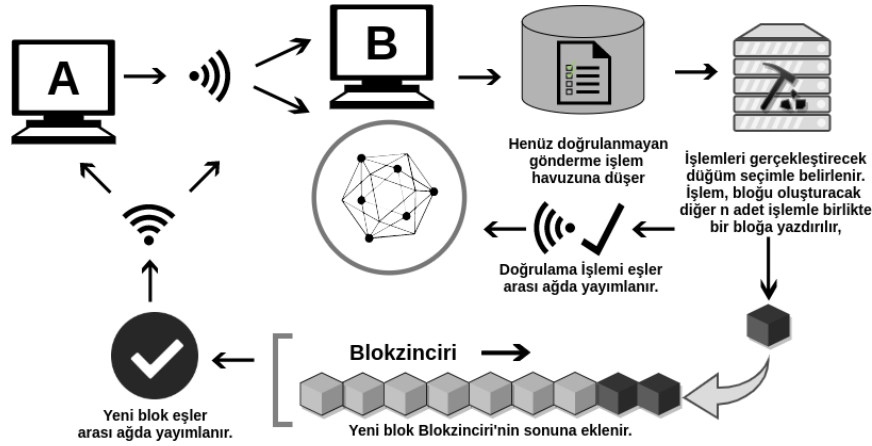 A
B
Henüz doğrulanmayan
gönderme işlem
havuzuna düşer
İşlemleri gerçekleştirecek
düğüm seçimle belirlenir.
İşlem, bloğu oluşturacak
diğer n adet işlemle birlikte
bir bloğa yazdırılır,
Doğrulama İşlemi eşler
arası ağda yayımlanır.
Blokzinciri
Yeni blok Blokzinciri'nin sonuna eklenir.
Yeni blok eşler
arası ağda yayımlanır.